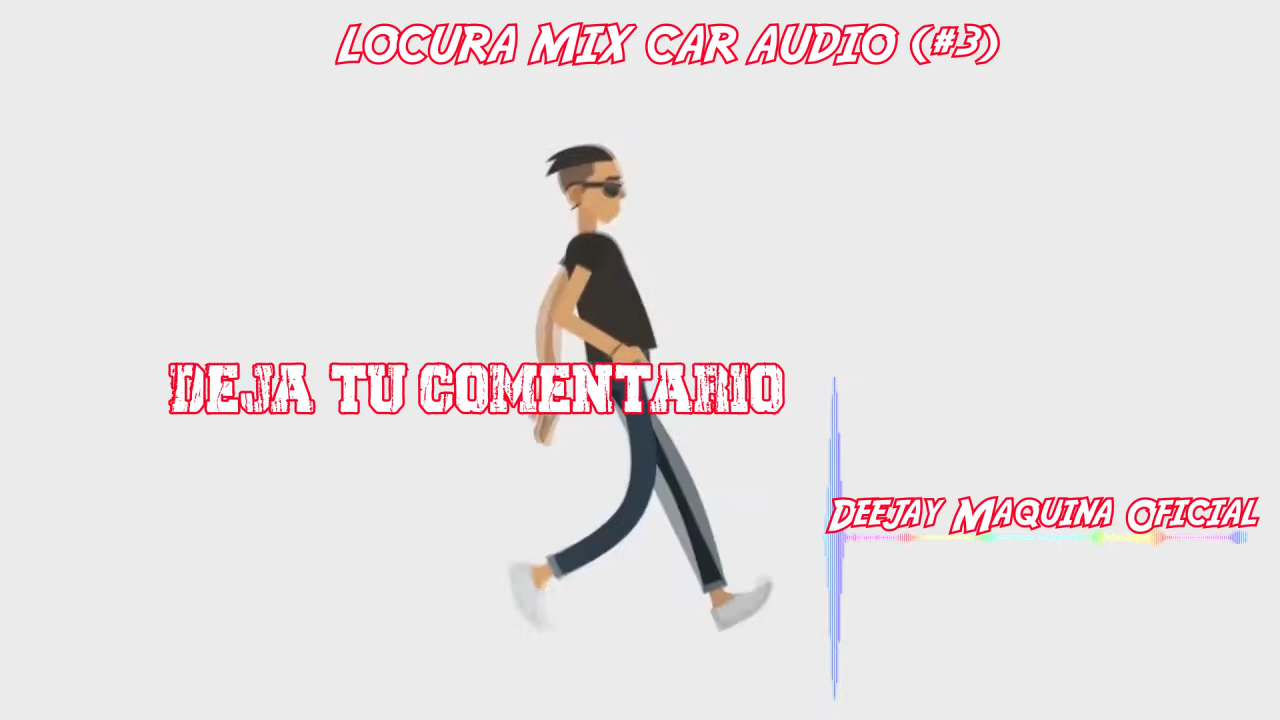 LOCURA MIX CAR AUDIO (#3)
DEJA TU COMENTARIO
DEEJAY MAQUINA OFICIAL